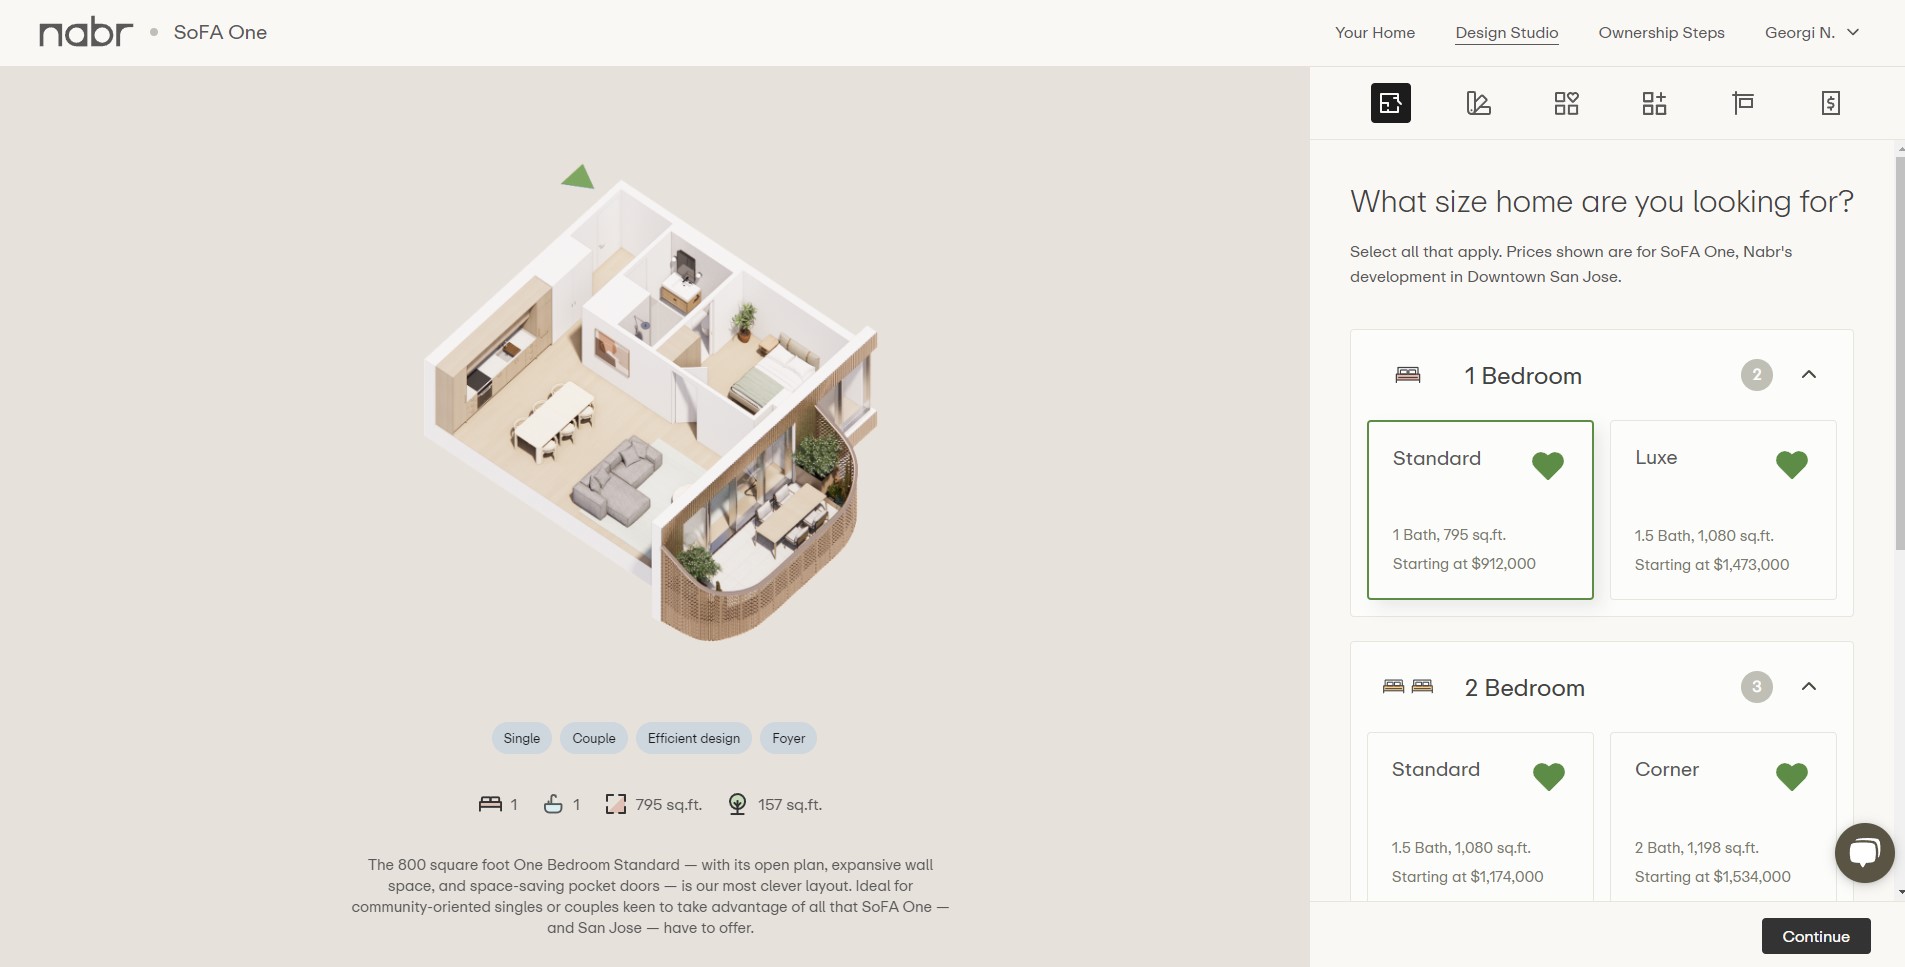 nabr
SoFA One
Your Home
Design Studio
Ownership Steps
Georgi N.
What size home are you looking for?
Select all that apply. Prices shown are for SoFA One, Nabr's
development in Downtown San Jose.
1 Bedroom
2
Standard
1 Bath, 795 sq.ft.
Starting at $912,000
Luxe
1.5 Bath, 1,080 sq.ft.
Starting at $1,473,000
2 Bedroom
3
Standard
1.5 Bath, 1,080 sq.ft.
Starting at $1,174,000
Corner
2 Bath, 1,198 sq.ft.
Starting at $1,534,000
Continue
Single
Couple
Efficient design
Foyer
1
1
795 sq.ft.
157 sq.ft.
The 800 square foot One Bedroom Standard — with its open plan, expansive wall
space, and space-saving pocket doors — is our most clever layout. Ideal for
community-oriented singles or couples keen to take advantage of all that SoFA One —
and San Jose — have to offer.